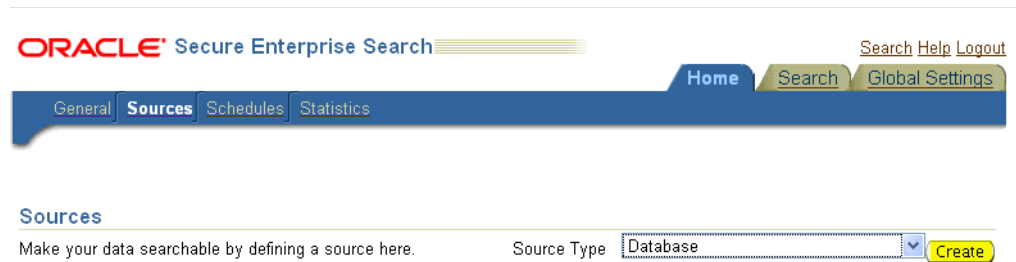 ORACLE' Secure Enterprise Search
Search Help Logout
Home Search Global Settings
General Sources Schedules Statistics
Sources
Make your data searchable by defining a source here. Source Type Database Create